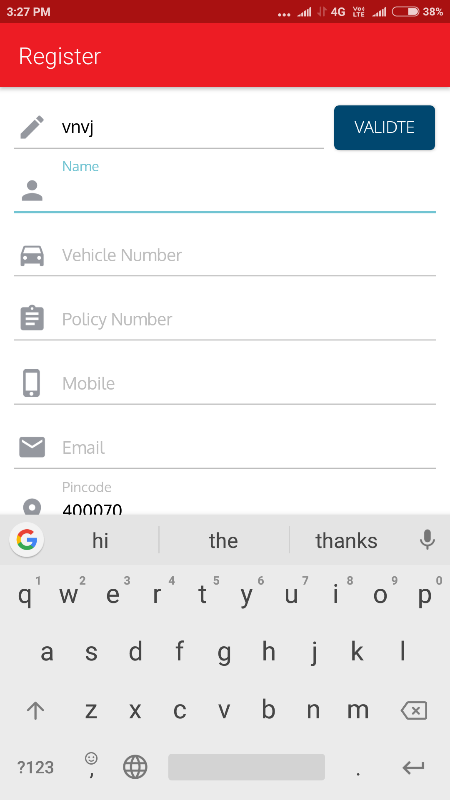 3:27 PM ... 4G Vo) LTE 38%
Register
vnvj VALIDTE
Name
Vehicle Number
Policy Number
Mobile
Email
Pincode
400070
G hi the thanks
q1 w2 e3 r4 t5 y6 u7 i8 o9 p0
a s d f g h j k l
z x c v b n m
?123 , .